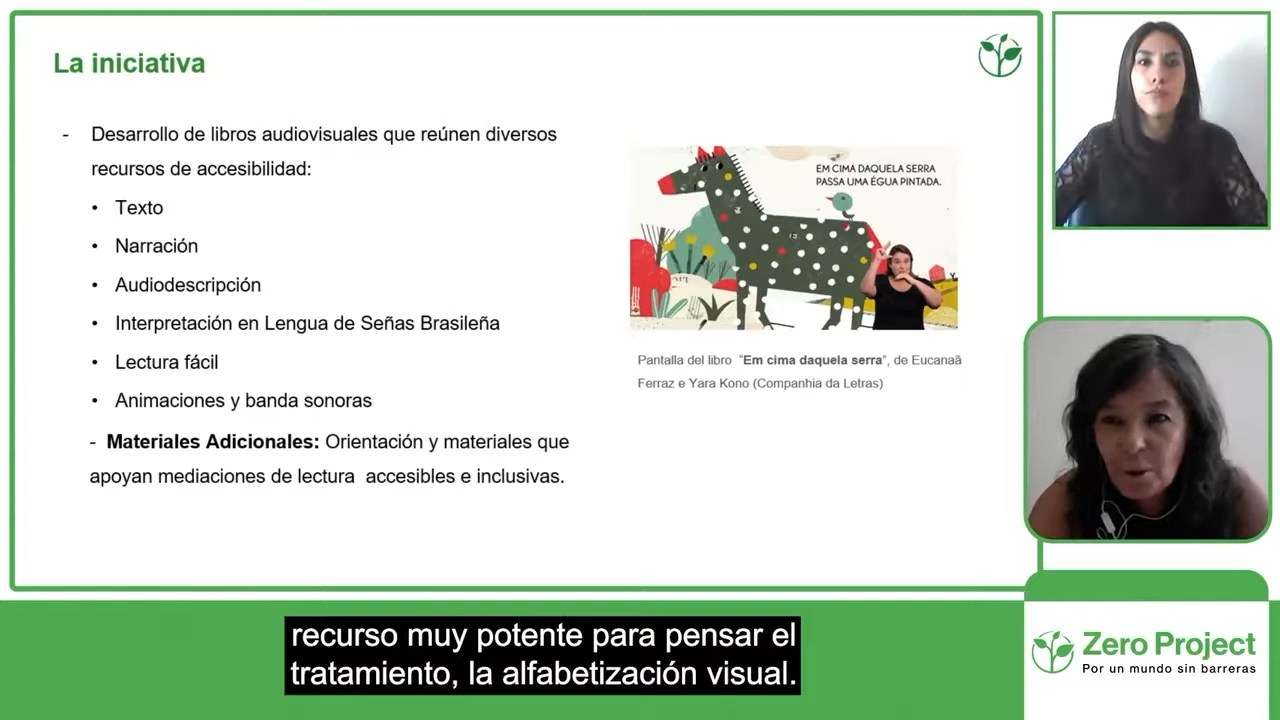 La iniciativa
- Desarrollo de libros audiovisuales que reúnen diversos
recursos de accesibilidad:
• Texto
• Narración
• Audiodescripción
• Interpretación en Lengua de Señas Brasileña
• Lectura fácil
• Animaciones y banda sonoras
- Materiales Adicionales: Orientación y materiales que
apoyan mediaciones de lectura accesibles e inclusivas.
EM CIMA DAQUELA SERRA
PASSA UMA ÉGUA PINTADA.
Pantalla del libro "Em cima daquela serra", de Eucanaã
Ferraz e Yara Kono (Companhia da Letras)
recurso muy potente para pensar el
tratamiento, la alfabetización visual.
Zero Project
Por un mundo sin barreras